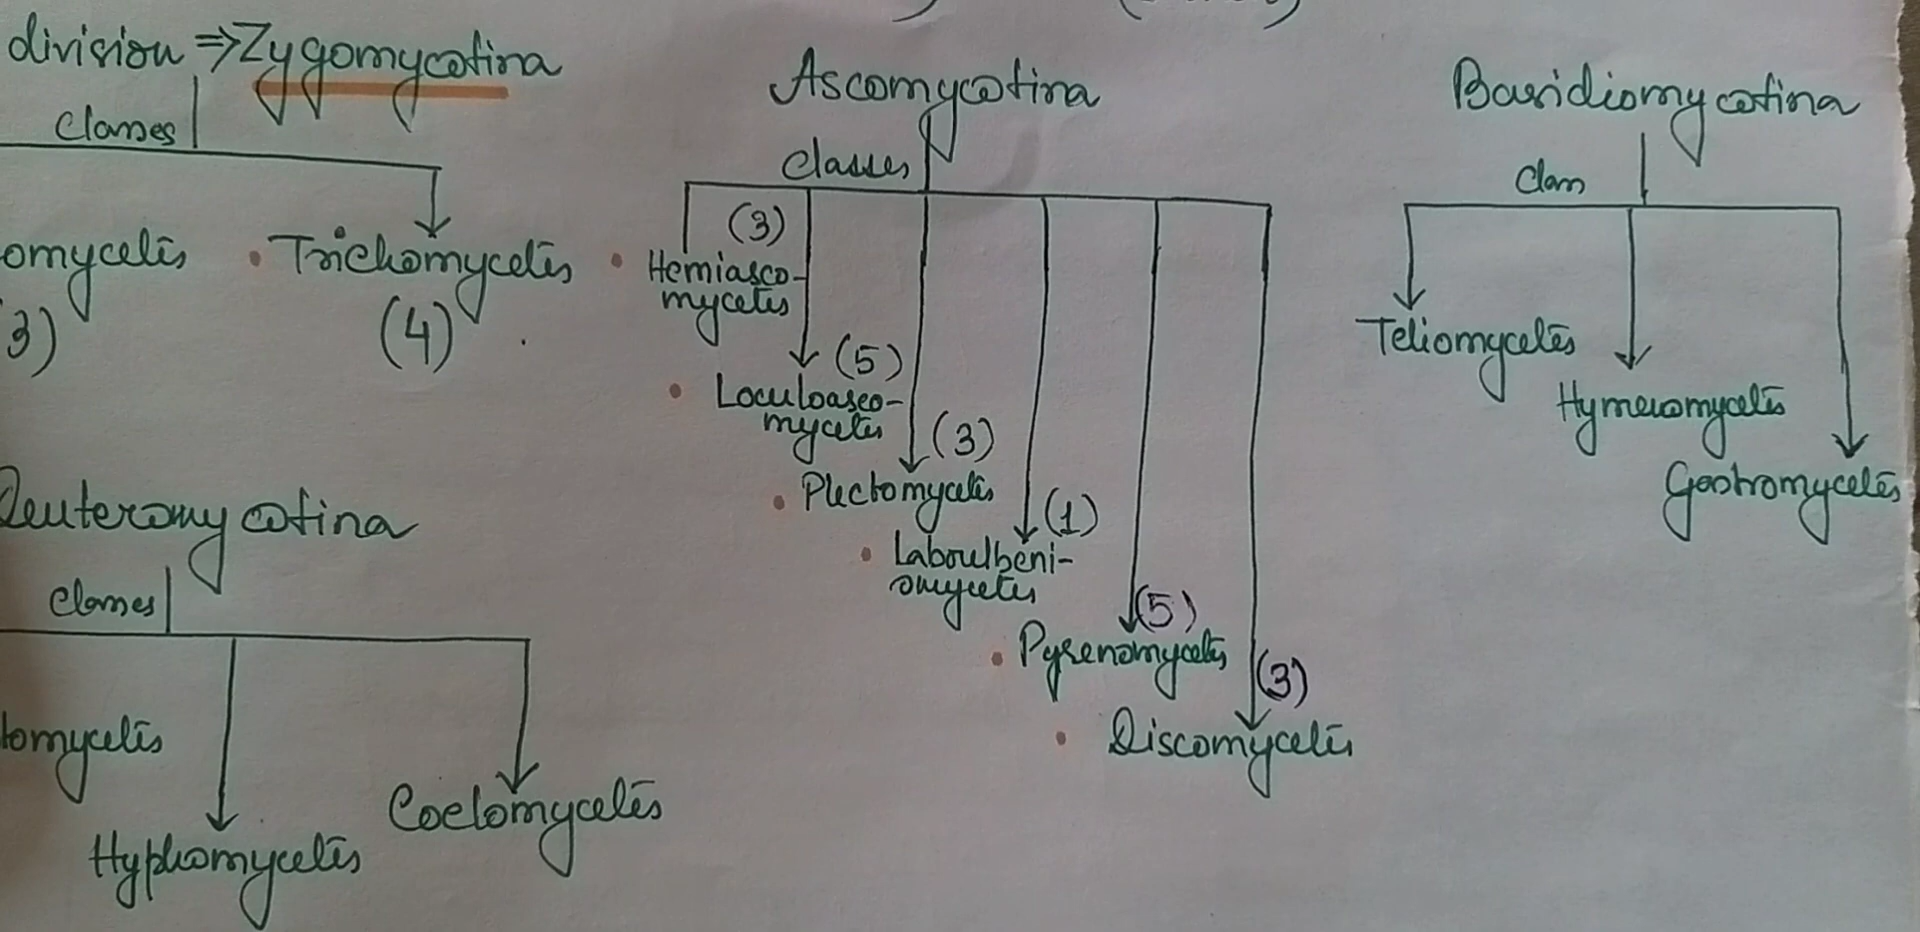 division ⇒ Zygomycotina
Classes
omycetes
• Trichomycetes
3)
(4)
Ascomycotina
Classes
(3)
• Hemiasco-
mycetes
(5)
• Loculoasco-
mycetes
(3)
• Plectomycetes
(1)
• Laboulbeni-
omycetes
(5)
• Pyrenomycetes
(3)
• Discomycetes
Basidiomycotina
Class
Teliomycetes
Hymenomycetes
Gastromycetes
Deuteromycotina
Classes
tomycetes
Hyphomycetes
Coelomycetes